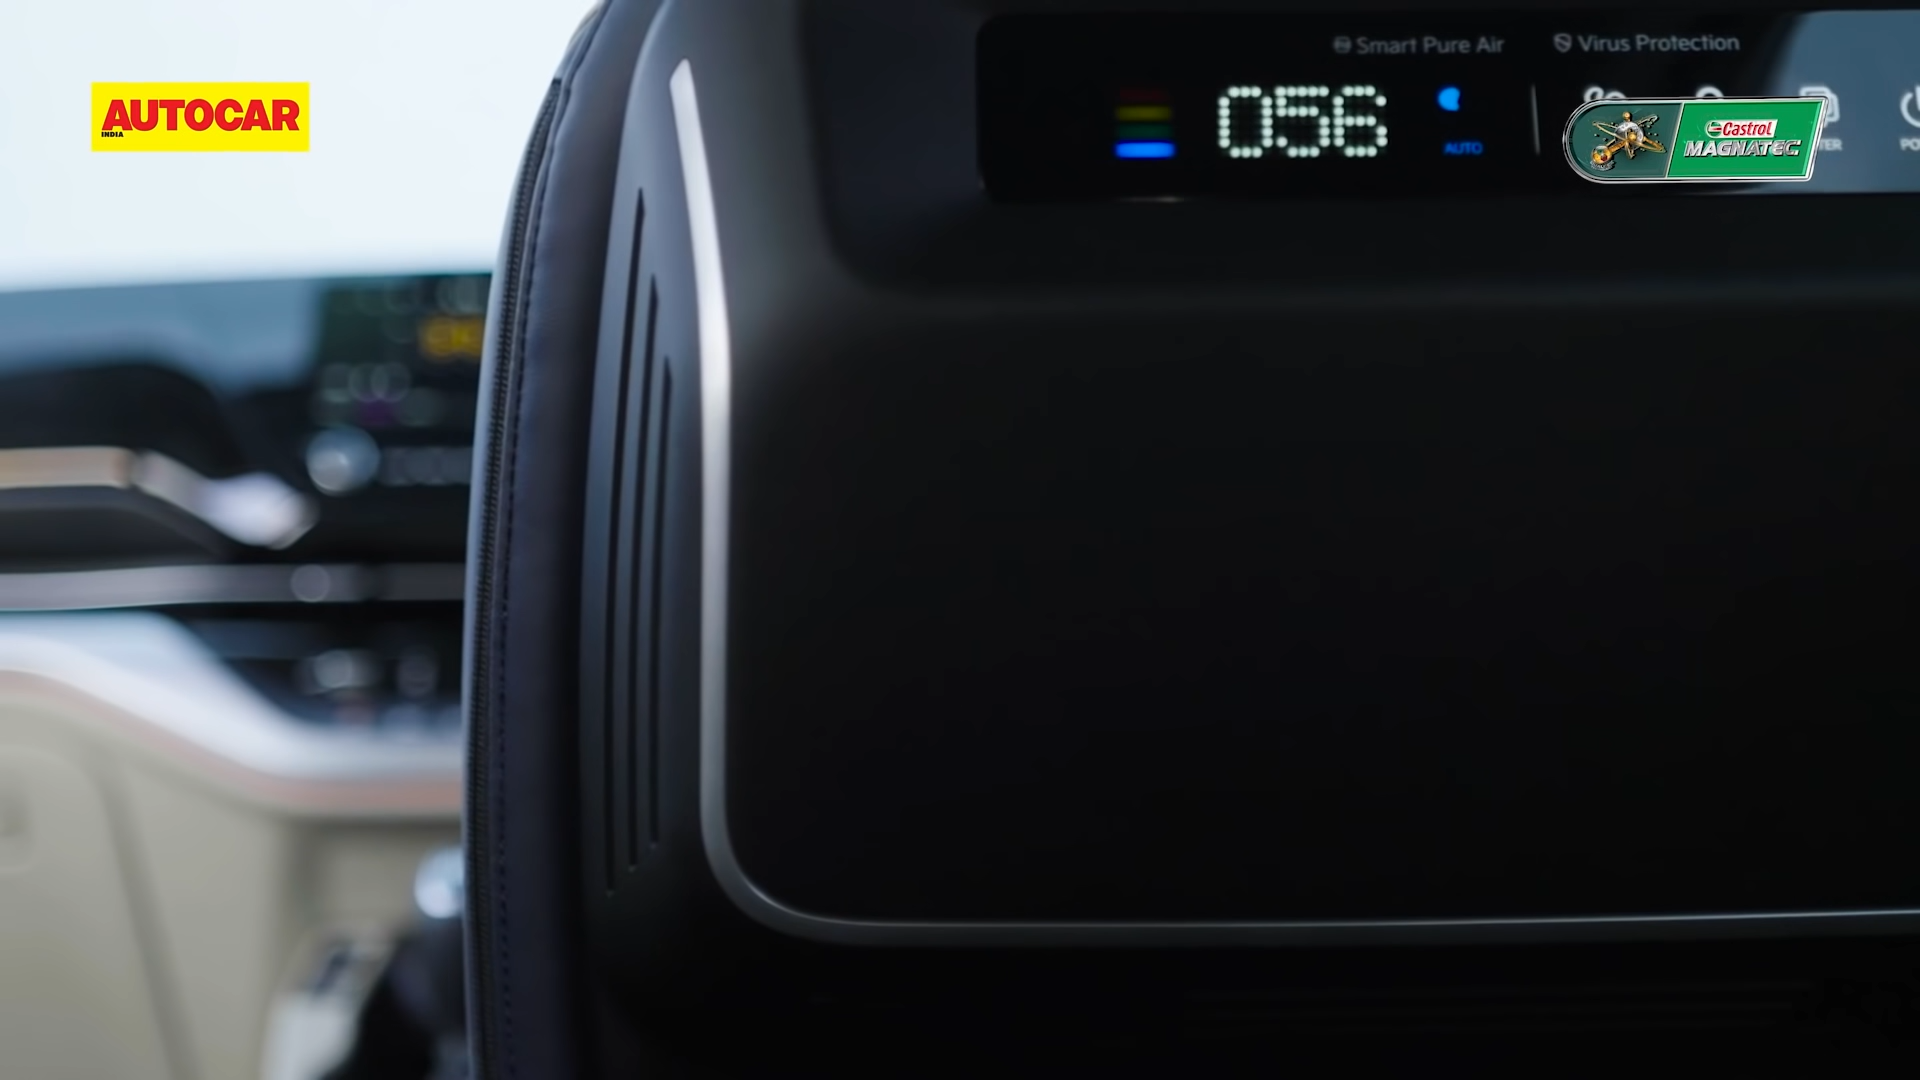 Smart Pure Air
Virus Protection
AUTOCAR
INDIA
056
AUTO
Castrol
MAGNATEC